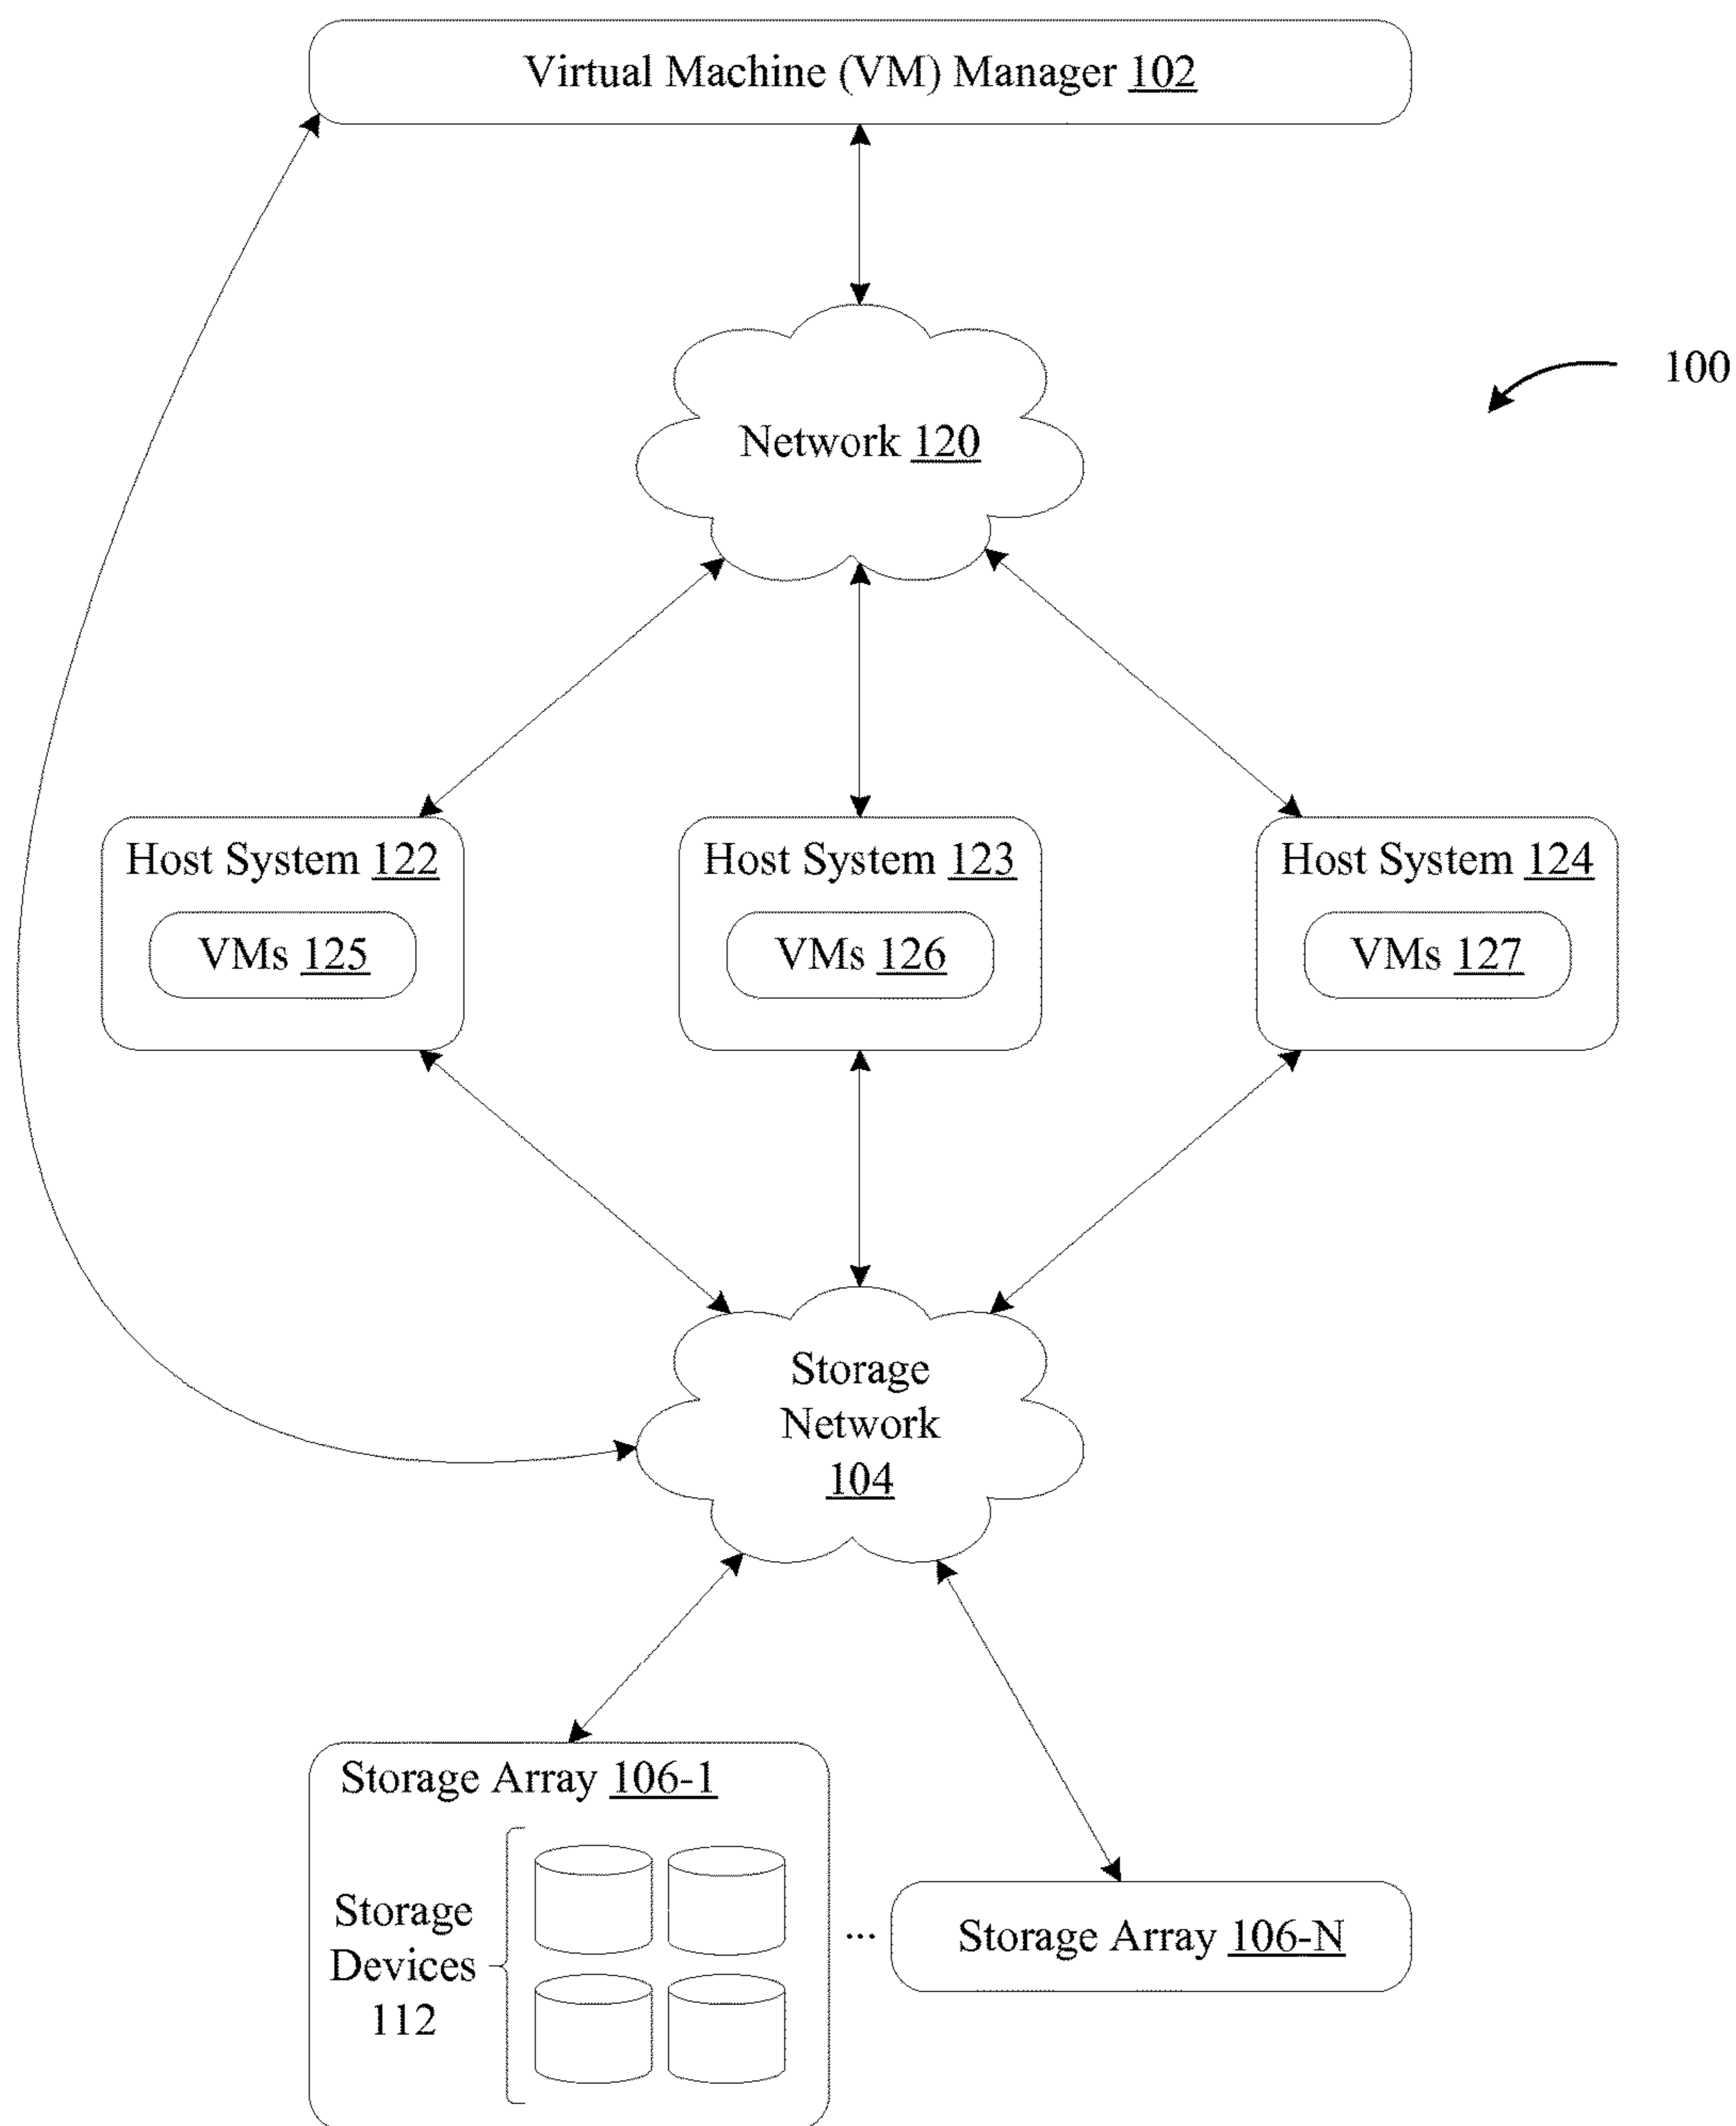 Virtual Machine (VM) Manager 102
100
Network 120
Host System 122
VMs 125
Host System 123
VMs 126
Host System 124
VMs 127
Storage
Network
104
Storage Array 106-1
Storage
Devices
112
...
Storage Array 106-N